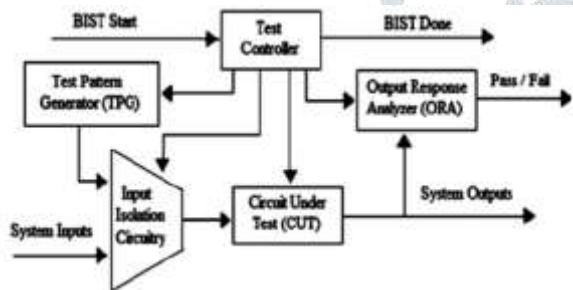 BIST Start
Test
Controller
BIST Done
Test Pattern
Generator (TPG)
Output Response
Analyzer (ORA)
Pass / Fail
Input
Isolation
Circuitry
Circuit Under
Test (CUT)
System Outputs
System Inputs